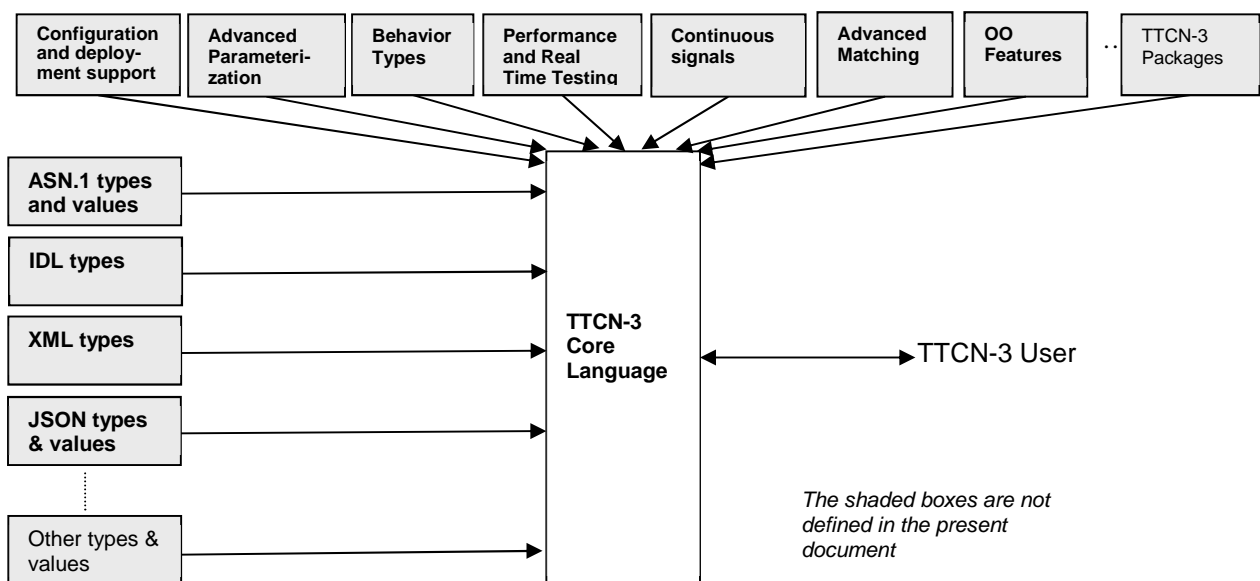 Configuration
and deploy-
ment support
Advanced
Parameteri-
zation
Behavior
Types
Performance
and Real
Time Testing
Continuous
signals
Advanced
Matching
OO
Features
..
TTCN-3
Packages
ASN.1 types
and values
IDL types
XML types
JSON types
& values
Other types &
values
TTCN-3
Core
Language
TTCN-3 User
The shaded boxes are not
defined in the present
document